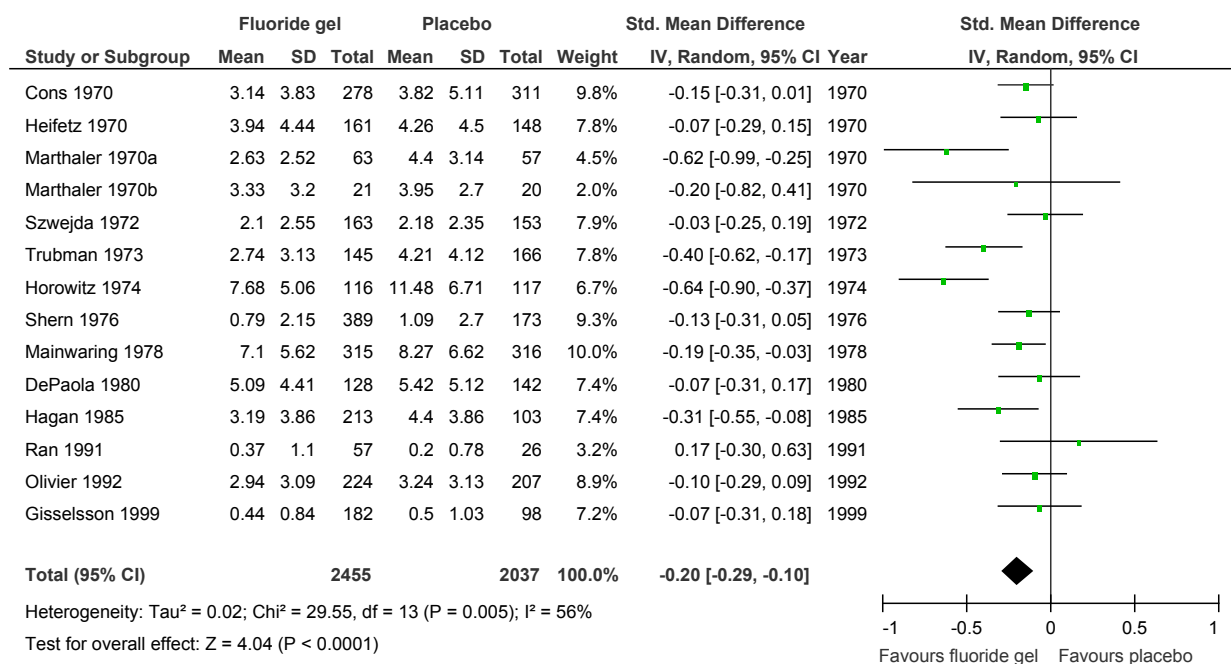 Fluoride gel Placebo Std. Mean Difference Std. Mean Difference
Study or Subgroup Mean SD Total Mean SD Total Weight IV, Random, 95% CI Year IV, Random, 95% CI
Cons 1970 3.14 3.83 278 3.82 5.11 311 9.8% -0.15 [-0.31, 0.01] 1970
Heifetz 1970 3.94 4.44 161 4.26 4.5 148 7.8% -0.07 [-0.29, 0.15] 1970
Marthaler 1970a 2.63 2.52 63 4.4 3.14 57 4.5% -0.62 [-0.99, -0.25] 1970
Marthaler 1970b 3.33 3.2 21 3.95 2.7 20 2.0% -0.20 [-0.82, 0.41] 1970
Szwejda 1972 2.1 2.55 163 2.18 2.35 153 7.9% -0.03 [-0.25, 0.19] 1972
Trubman 1973 2.74 3.13 145 4.21 4.12 166 7.8% -0.40 [-0.62, -0.17] 1973
Horowitz 1974 7.68 5.06 116 11.48 6.71 117 6.7% -0.64 [-0.90, -0.37] 1974
Shern 1976 0.79 2.15 389 1.09 2.7 173 9.3% -0.13 [-0.31, 0.05] 1976
Mainwaring 1978 7.1 5.62 315 8.27 6.62 316 10.0% -0.19 [-0.35, -0.03] 1978
DePaola 1980 5.09 4.41 128 5.42 5.12 142 7.4% -0.07 [-0.31, 0.17] 1980
Hagan 1985 3.19 3.86 213 4.4 3.86 103 7.4% -0.31 [-0.55, -0.08] 1985
Ran 1991 0.37 1.1 57 0.2 0.78 26 3.2% 0.17 [-0.30, 0.63] 1991
Olivier 1992 2.94 3.09 224 3.24 3.13 207 8.9% -0.10 [-0.29, 0.09] 1992
Gisselsson 1999 0.44 0.84 182 0.5 1.03 98 7.2% -0.07 [-0.31, 0.18] 1999
Total (95% CI) 2455 2037 100.0% -0.20 [-0.29, -0.10]
Heterogeneity: Tau² = 0.02; Chi² = 29.55, df = 13 (P = 0.005); I² = 56%
Test for overall effect: Z = 4.04 (P < 0.0001)
-1 -0.5 0 0.5 1
Favours fluoride gel Favours placebo